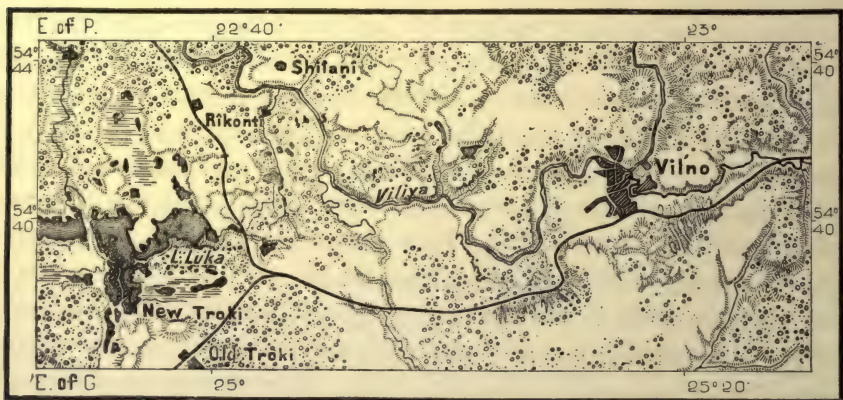 E. of P.
22°40'
23°
54°
44
54°
40
Shilani
Rikonti
Vilno
Viliya
54°
40
54°
40
L. Luka
New Troki
Old Troki
E. of G
25°
25°20'